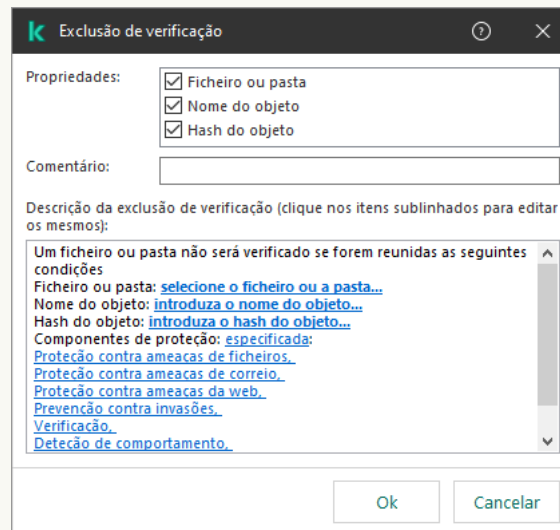 Exclusão de verificação
Propriedades:
Ficheiro ou pasta
Nome do objeto
Hash do objeto
Comentário:
Descrição da exclusão de verificação (clique nos itens sublinhados para editar
os mesmos):
Um ficheiro ou pasta não será verificado se forem reunidas as seguintes
condições
Ficheiro ou pasta: selecione o ficheiro ou a pasta...
Nome do objeto: introduza o nome do objeto...
Hash do objeto: introduza o hash do objeto...
Componentes de proteção: especificada:
Proteção contra ameaças de ficheiros,
Proteção contra ameaças de correio,
Proteção contra ameaças da web,
Prevenção contra invasões,
Verificação,
Deteção de comportamento,
Ok
Cancelar